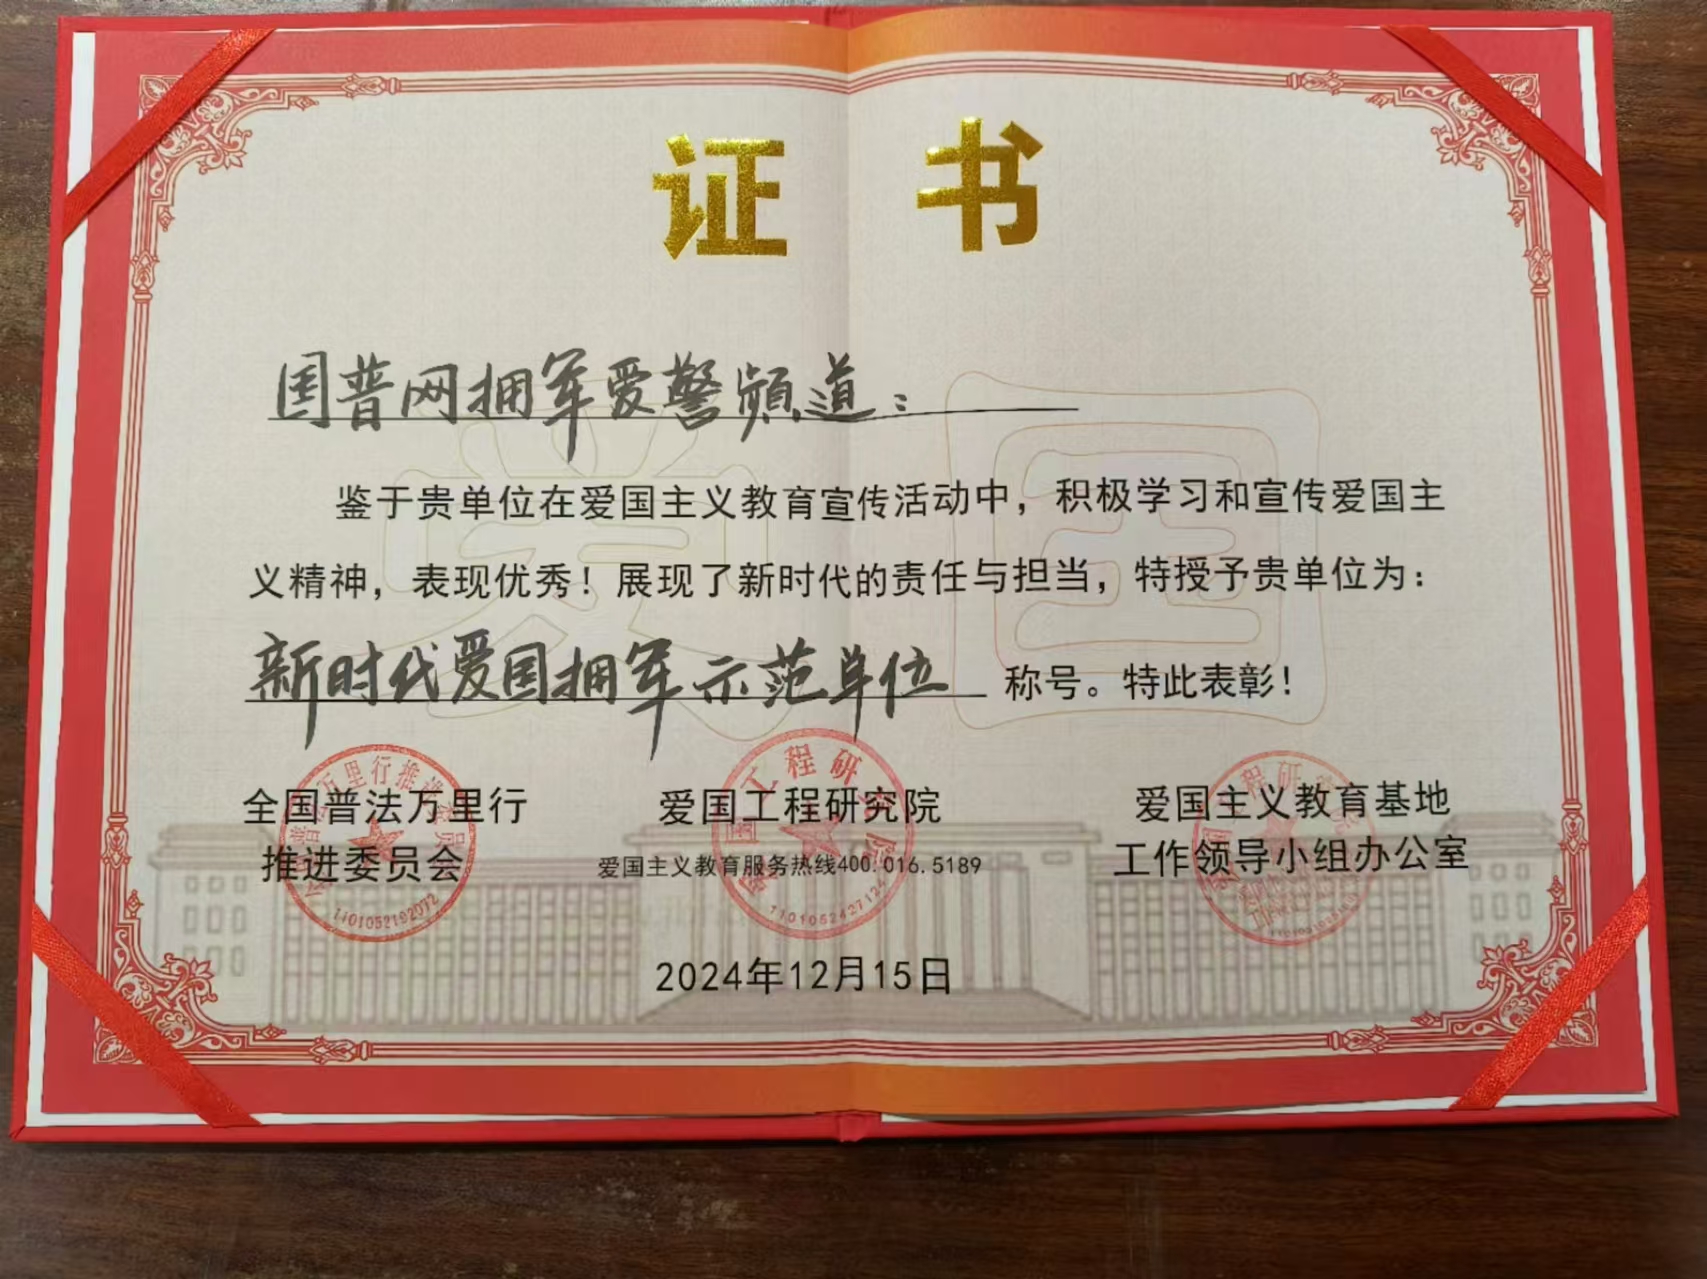 证书
国普网拥军爱警频道：
鉴于贵单位在爱国主义教育宣传活动中，积极学习和宣传爱国主
义精神，表现优秀！展现了新时代的责任与担当，特授予贵单位为：
新时代爱国拥军示范单位 称号。特此表彰！
全国普法万里行 爱国工程研究院 爱国主义教育基地
推进委员会 爱国主义教育服务热线400.016.5189 工作领导小组办公室
1101052192072
2024年12月15日
爱国